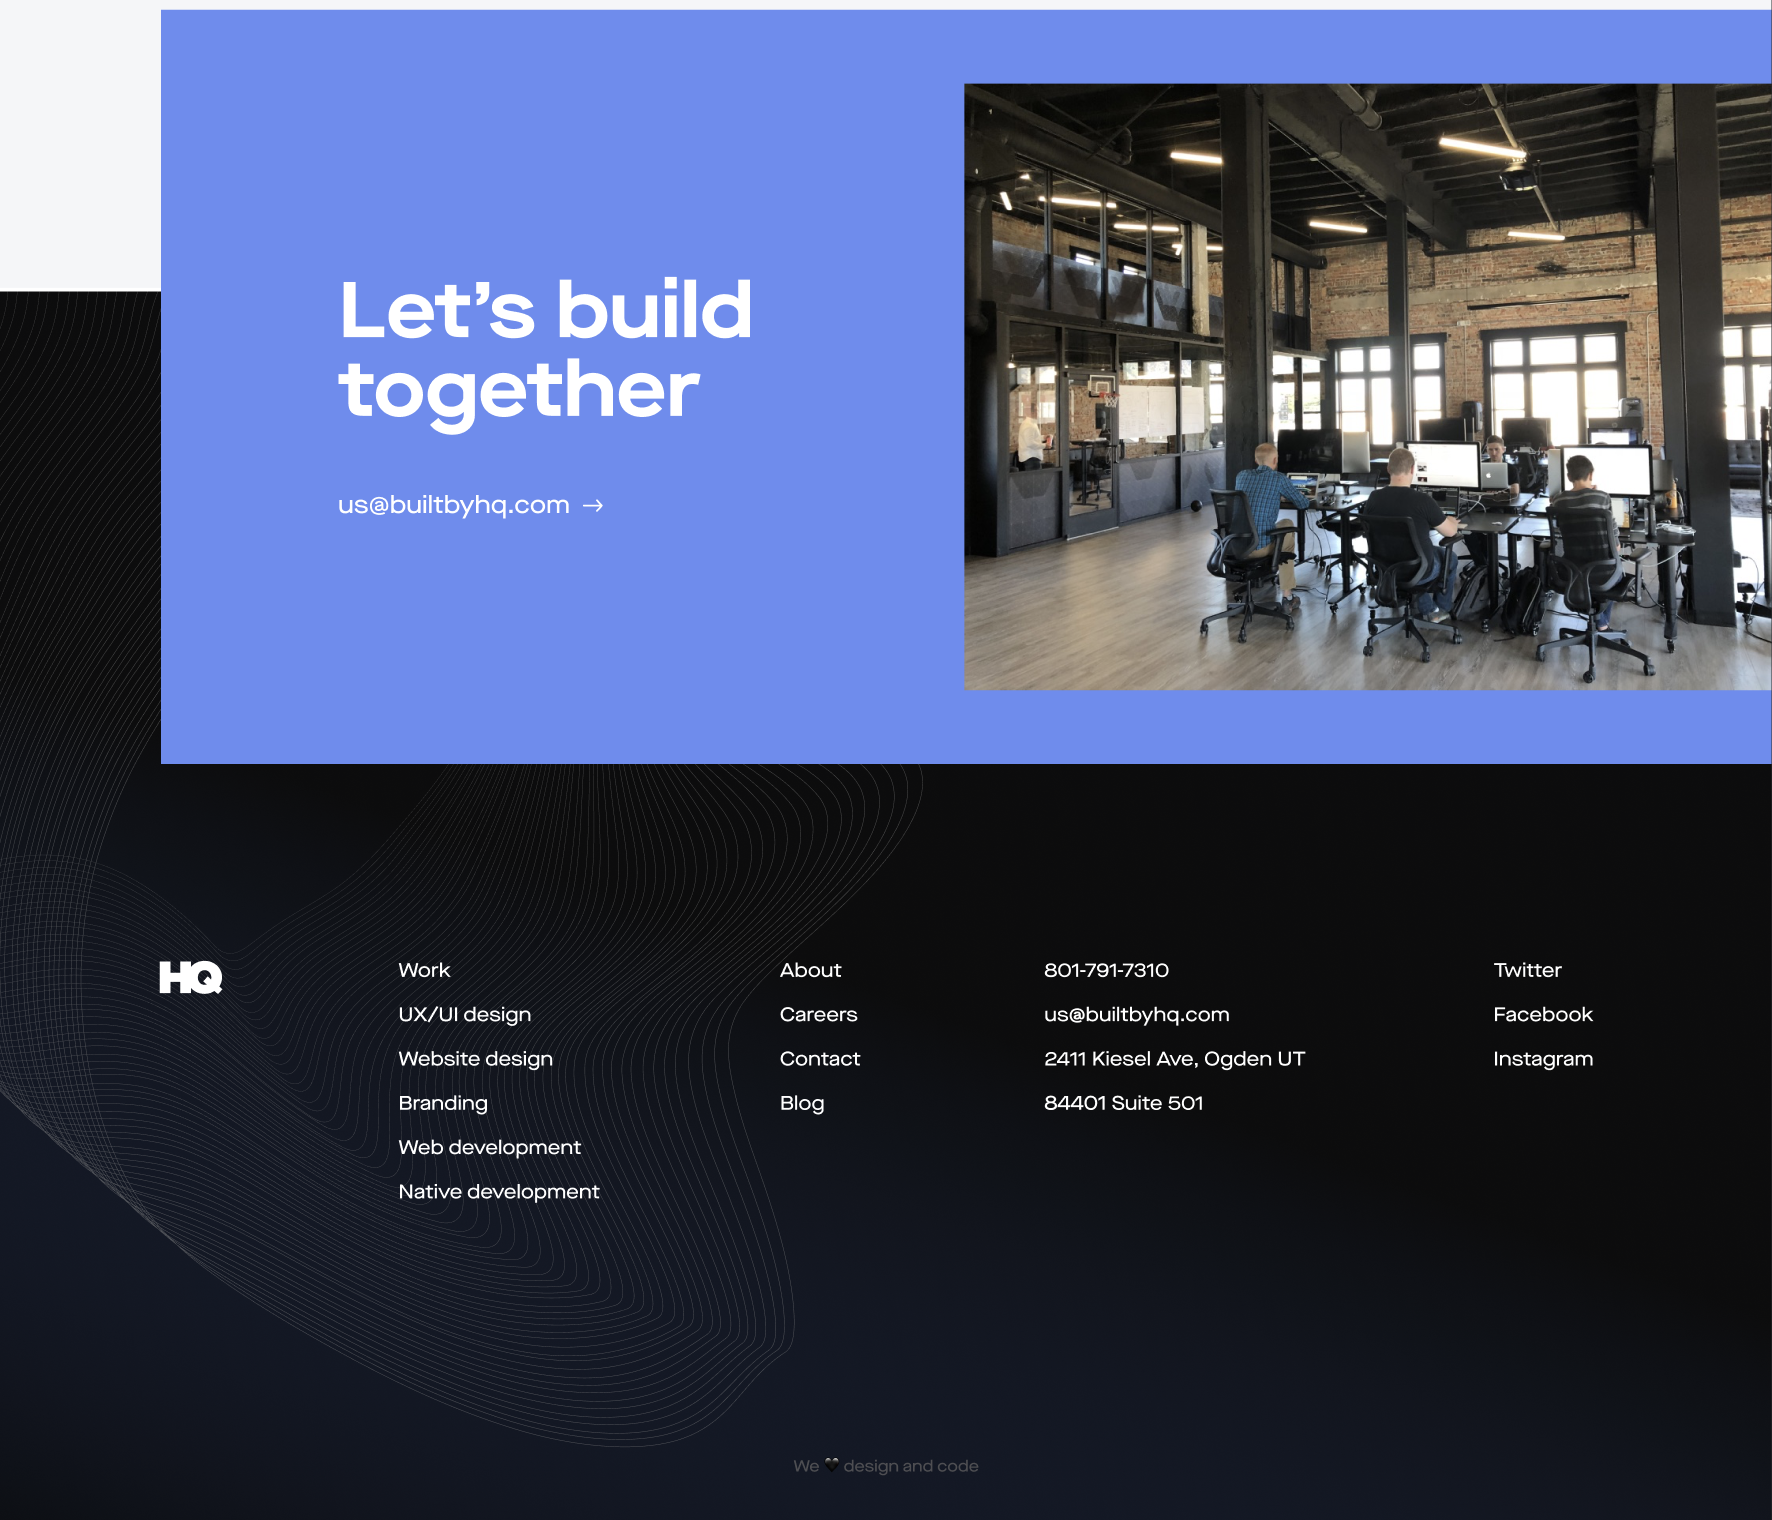 Let’s build
together
us@builtbyhq.com →
HQ
Work
UX/UI design
Website design
Branding
Web development
Native development
About
Careers
Contact
Blog
801-791-7310
us@builtbyhq.com
2411 Kiesel Ave, Ogden UT
84401 Suite 501
Twitter
Facebook
Instagram
We 🖤 design and code